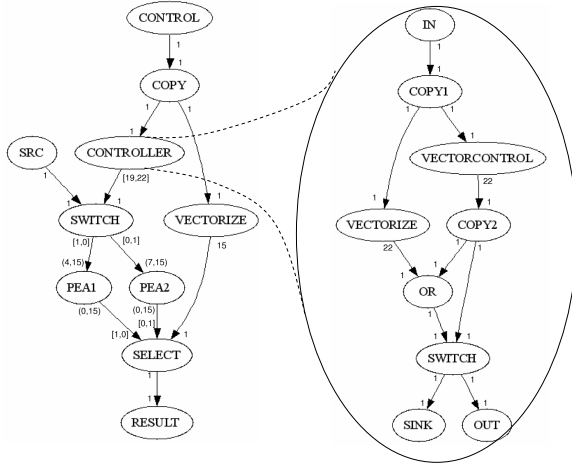 CONTROL
1
1
COPY
1
1
1
1
SRC
CONTROLLER
1
[19,22]
1
1
SWITCH
VECTORIZE
[1,0]
[0,1]
15
(4,15)
(7,15)
PEA1
PEA2
(0,15)
(0,15)
[1,0]
[0,1]
1
SELECT
1
1
RESULT
IN
1
1
COPY1
1
1
1
VECTORCONTROL
22
1
1
VECTORIZE
COPY2
22
1
1
1
1
OR
1
1
1
SWITCH
1
1
1
1
SINK
OUT